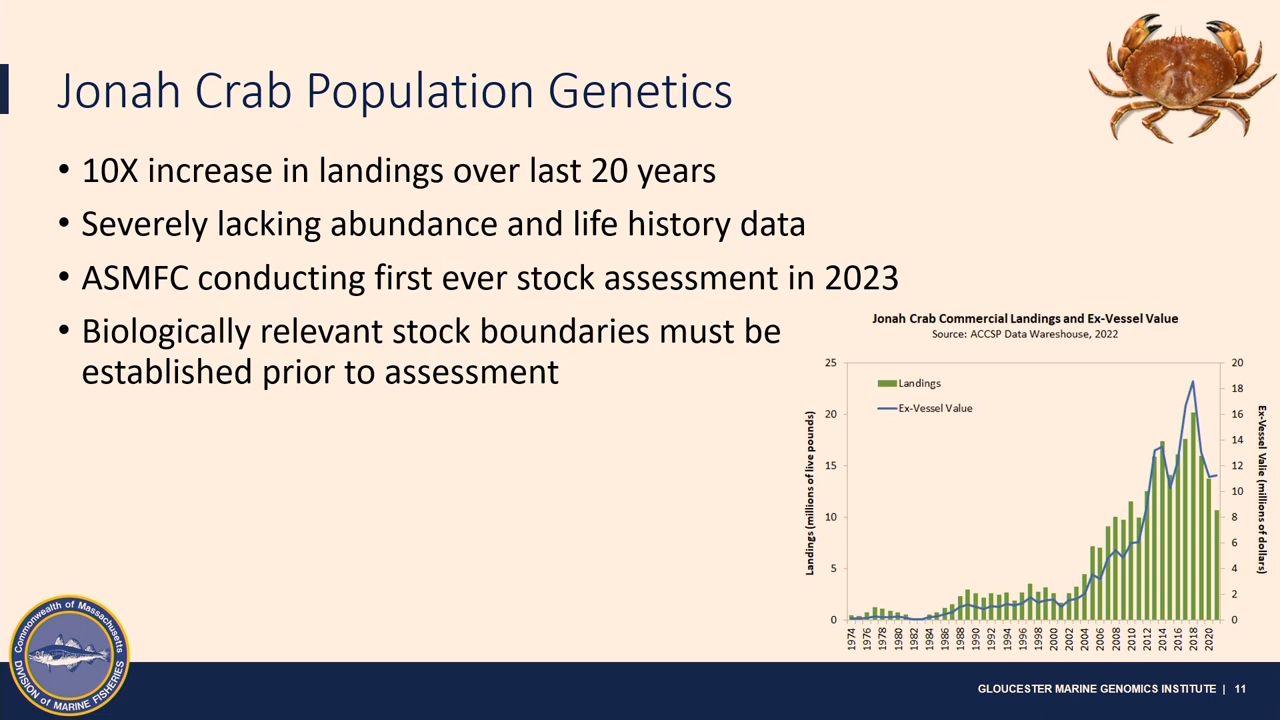 Jonah Crab Population Genetics
• 10X increase in landings over last 20 years
• Severely lacking abundance and life history data
• ASMFC conducting first ever stock assessment in 2023
• Biologically relevant stock boundaries must be
established prior to assessment
Jonah Crab Commercial Landings and Ex-Vessel Value
Source: ACCSP Data Warehouse, 2022
Landings (millions of live pounds)
25
20
15
10
5
0
Landings
Ex-Vessel Value
20
18
16
14
12
10
8
6
4
2
0
Ex-Vessel Valie (millions of dollars)
1974 1976 1978 1980 1982 1984 1986 1988 1990 1992 1994 1996 1998 2000 2002 2004 2006 2008 2010 2012 2014 2016 2018 2020
Commonwealth of Massachusetts
DIVISION of MARINE FISHERIES
GLOUCESTER MARINE GENOMICS INSTITUTE | 11